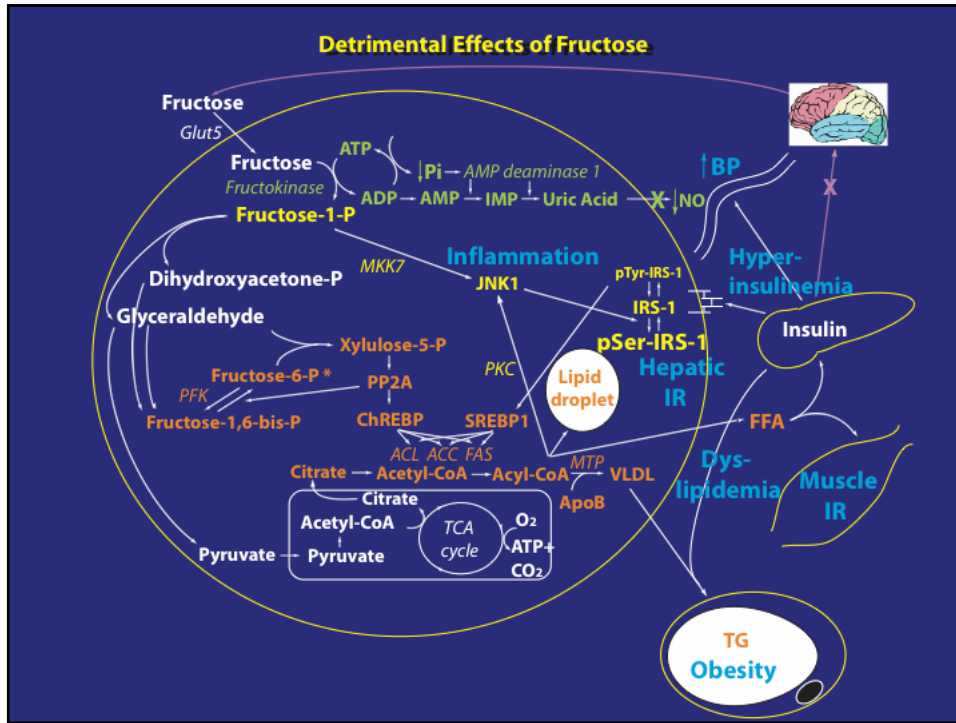 Detrimental Effects of Fructose
Fructose
Glut5
Fructose
Fructokinase
ATP
ADP
Pi
AMP deaminase 1
AMP
IMP
Uric Acid
X
NO
BP
X
Fructose-1-P
MKK7
Inflammation
JNK1
pTyr-IRS-1
IRS-1
pSer-IRS-1
Hepatic
IR
Hyper-
insulinemia
Insulin
Dihydroxyacetone-P
Glyceraldehyde
Xylulose-5-P
Fructose-6-P *
PFK
PP2A
PKC
Lipid
droplet
Fructose-1,6-bis-P
ChREBP
SREBP1
FFA
ACL ACC FAS
MTP
Citrate
Acetyl-CoA
Acyl-CoA
VLDL
ApoB
Dys-
lipidemia
Muscle
IR
Citrate
Acetyl-CoA
TCA
cycle
O2
ATP+
CO2
Pyruvate
Pyruvate
TG
Obesity